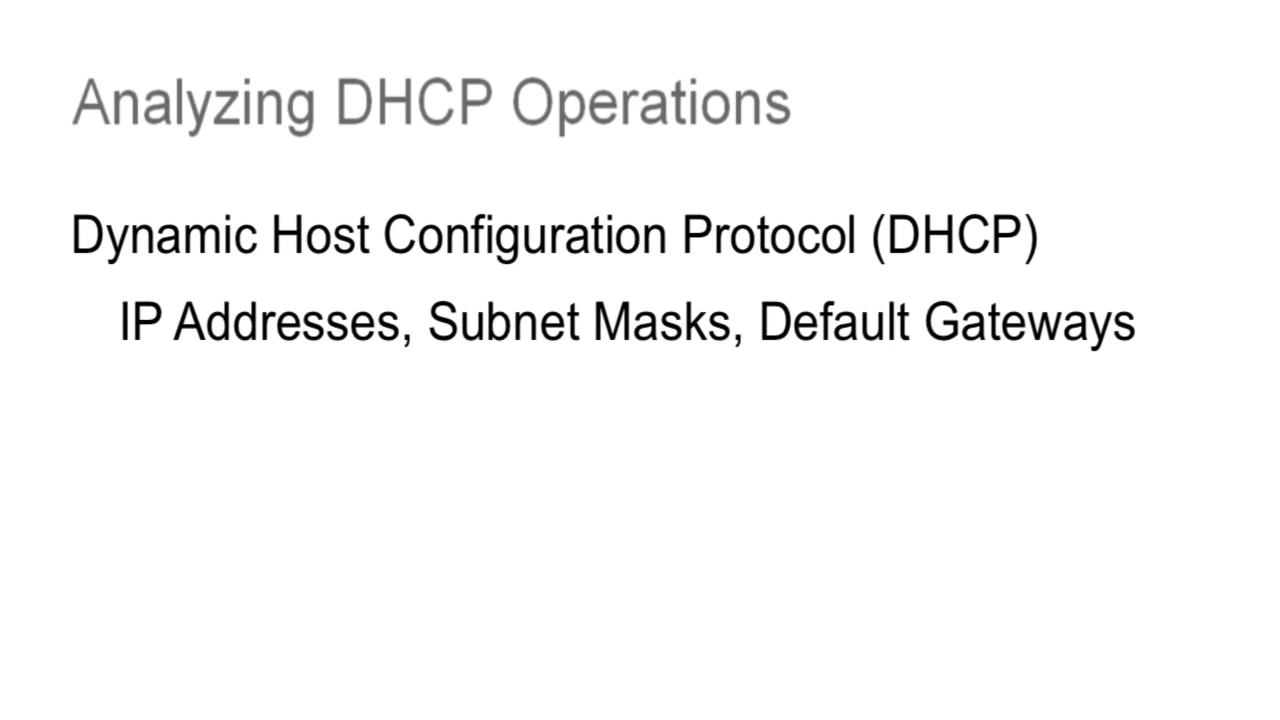 Analyzing DHCP Operations
Dynamic Host Configuration Protocol (DHCP)
IP Addresses, Subnet Masks, Default Gateways